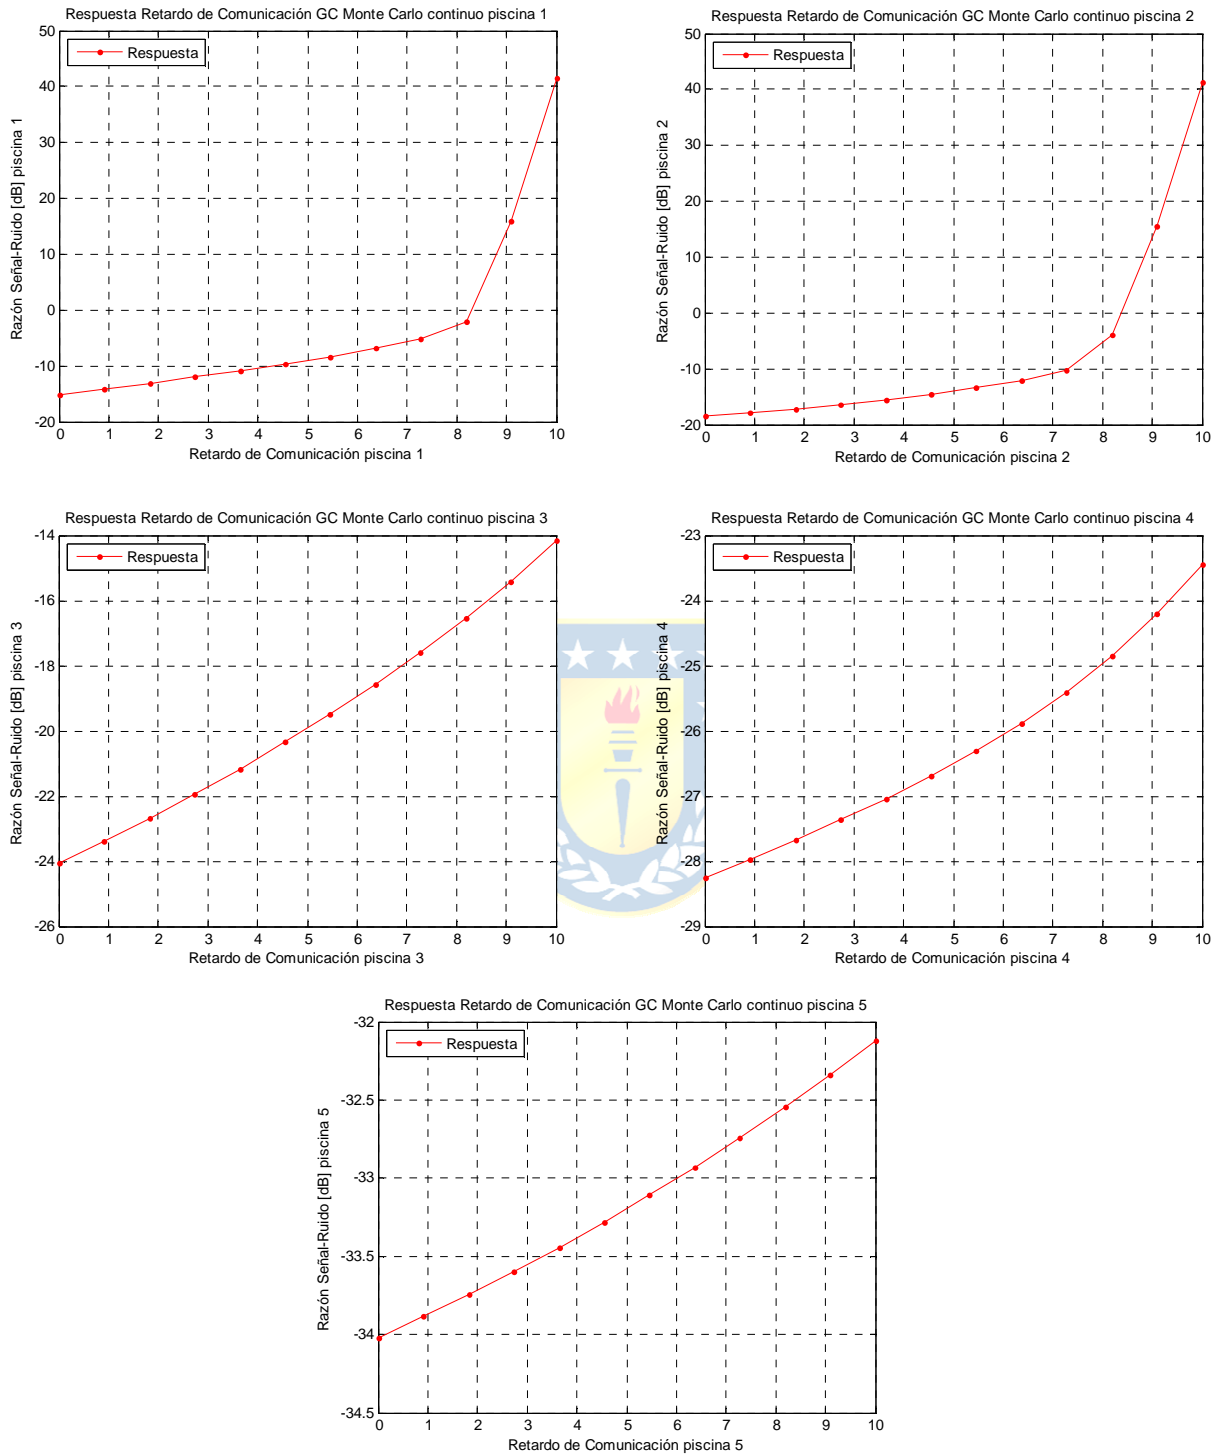 Respuesta Retardo de Comunicación GC Monte Carlo continuo piscina 1
Respuesta
Razón Señal-Ruido [dB] piscina 1
50
40
30
20
10
0
-10
-20
0 1 2 3 4 5 6 7 8 9 10
Retardo de Comunicación piscina 1
Respuesta Retardo de Comunicación GC Monte Carlo continuo piscina 2
Respuesta
Razón Señal-Ruido [dB] piscina 2
50
40
30
20
10
0
-10
-20
0 1 2 3 4 5 6 7 8 9 10
Retardo de Comunicación piscina 2
Respuesta Retardo de Comunicación GC Monte Carlo continuo piscina 3
Respuesta
Razón Señal-Ruido [dB] piscina 3
-14
-16
-18
-20
-22
-24
-26
0 1 2 3 4 5 6 7 8 9 10
Retardo de Comunicación piscina 3
Respuesta Retardo de Comunicación GC Monte Carlo continuo piscina 4
Respuesta
Razón Señal-Ruido [dB] piscina 4
-23
-24
-25
-26
-27
-28
-29
0 1 2 3 4 5 6 7 8 9 10
Retardo de Comunicación piscina 4
Respuesta Retardo de Comunicación GC Monte Carlo continuo piscina 5
Respuesta
Razón Señal-Ruido [dB] piscina 5
-32
-32.5
-33
-33.5
-34
-34.5
0 1 2 3 4 5 6 7 8 9 10
Retardo de Comunicación piscina 5